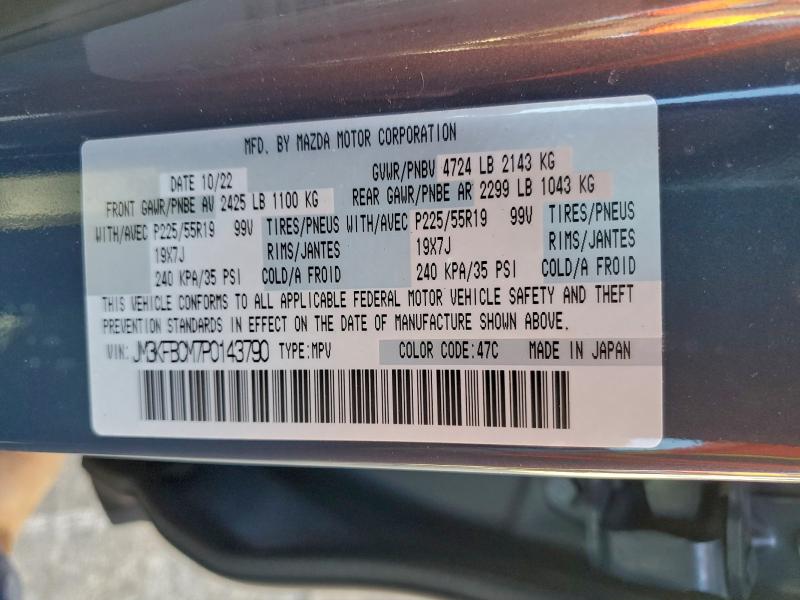 MFD. BY MAZDA MOTOR CORPORATION
DATE 10/22 GVWR/PNBV 4724 LB 2143 KG
FRONT GAWR/PNBE AV 2425 LB 1100 KG REAR GAWR/PNBE AR 2299 LB 1043 KG
WITH/AVEC P225/55R19 99V TIRES/PNEUS WITH/AVEC P225/55R19 99V TIRES/PNEUS
19X7J RIMS/JANTES 19X7J RIMS/JANTES
240 KPA/35 PSI COLD/A FROID 240 KPA/35 PSI COLD/A FROID
THIS VEHICLE CONFORMS TO ALL APPLICABLE FEDERAL MOTOR VEHICLE SAFETY AND THEFT
PREVENTION STANDARDS IN EFFECT ON THE DATE OF MANUFACTURE SHOWN ABOVE.
VIN: JM3KFBCM7P0143790 TYPE:MPV COLOR CODE:47C MADE IN JAPAN